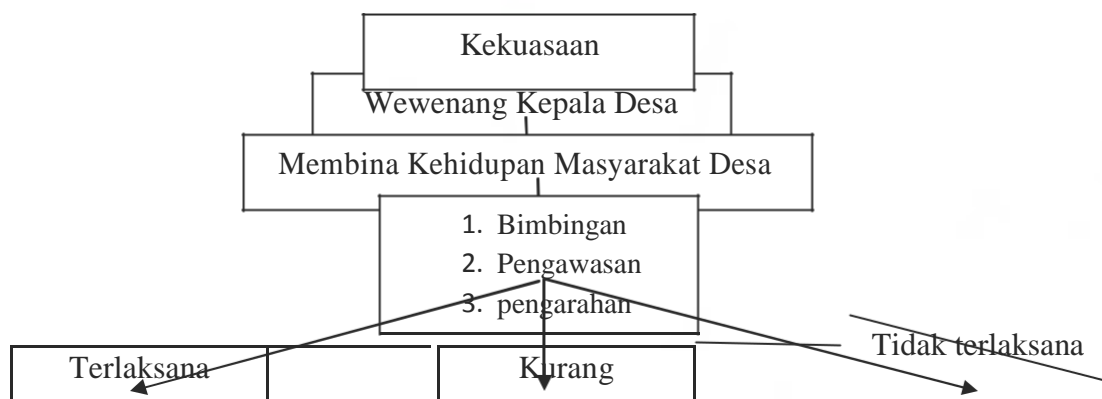 Kekuasaan
Wewenang Kepala Desa
Membina Kehidupan Masyarakat Desa
1. Bimbingan
2. Pengawasan
3. pengarahan
Terlaksana
Kurang
Tidak terlaksana